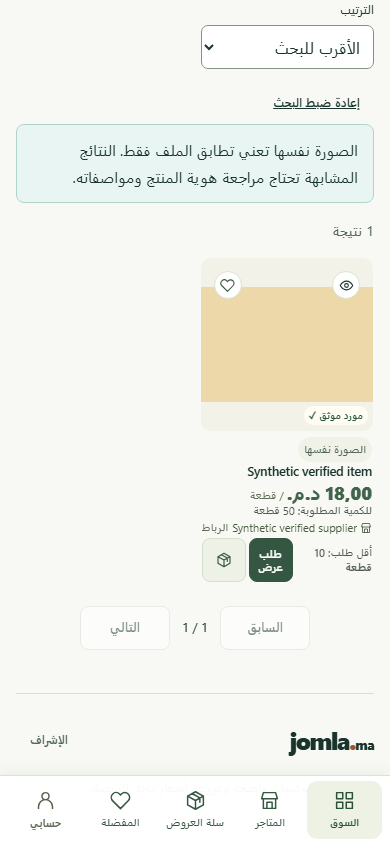 الترتيب
الأقرب للبحث
إعادة ضبط البحث
الصورة نفسها تعني تطابق الملف فقط. النتائج
المشابهة تحتاج مراجعة هوية المنتج ومواصفاته.
1 نتيجة
مورد موثق ✓
الصورة نفسها
Synthetic verified item
18,00 د.م. / قطعة
للكمية المطلوبة: 50 قطعة
Synthetic verified supplier الرباط
أقل طلب: 10
قطعة
طلب
عرض
السابق
1 / 1
التالي
jomla.ma
الإشراف
السوق
المتاجر
سلة العروض
المفضلة
حسابي